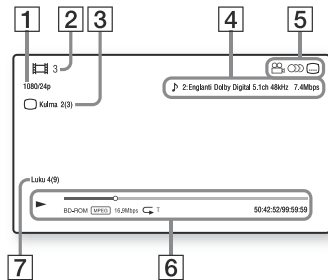 1 2 3 4 5
3
1080/24p
♪ 2:Englanti Dolby Digital 5.1ch 48kHz 7.4Mbps
Kulma 2(3)
Luku 4(9)
BD-ROM MPEG 16.9Mbps T 50:42:52/99:59:59
7 6